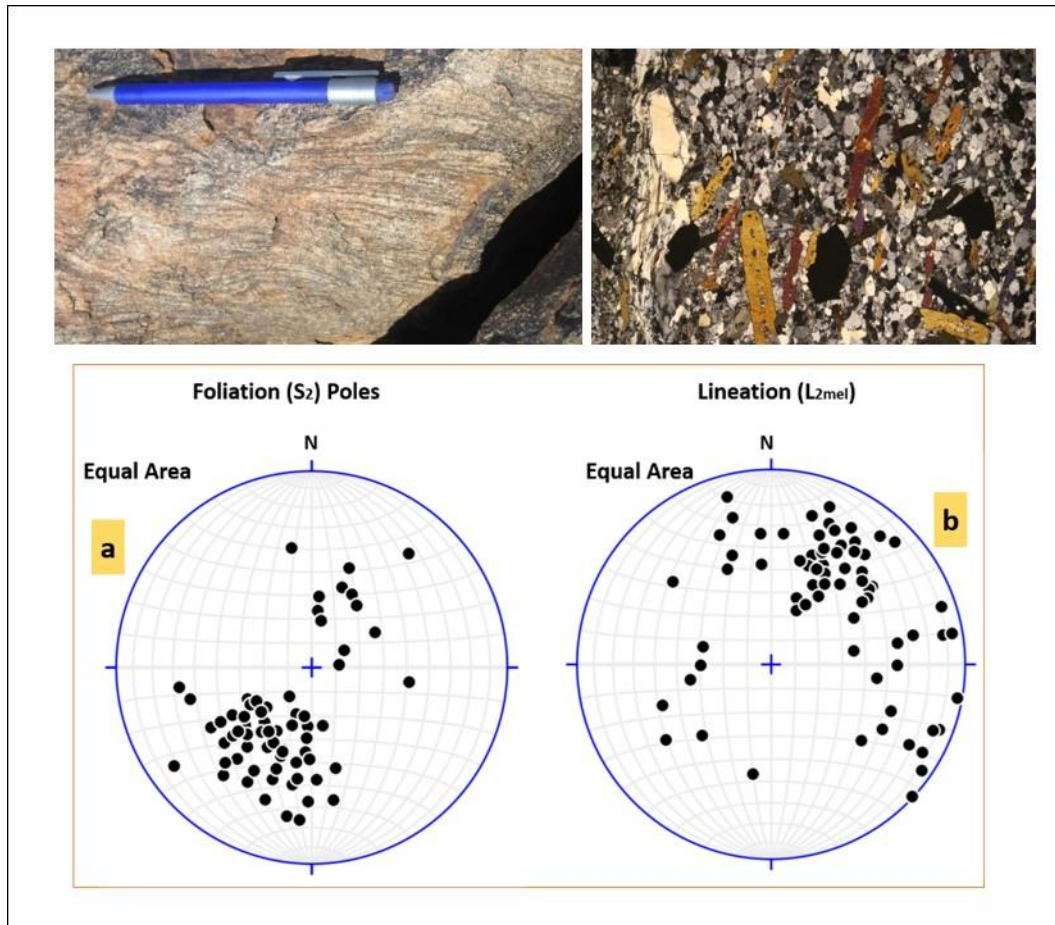 Foliation (S₂) Poles
Lineation (L₂mel)
N
N
Equal Area
Equal Area
a
b